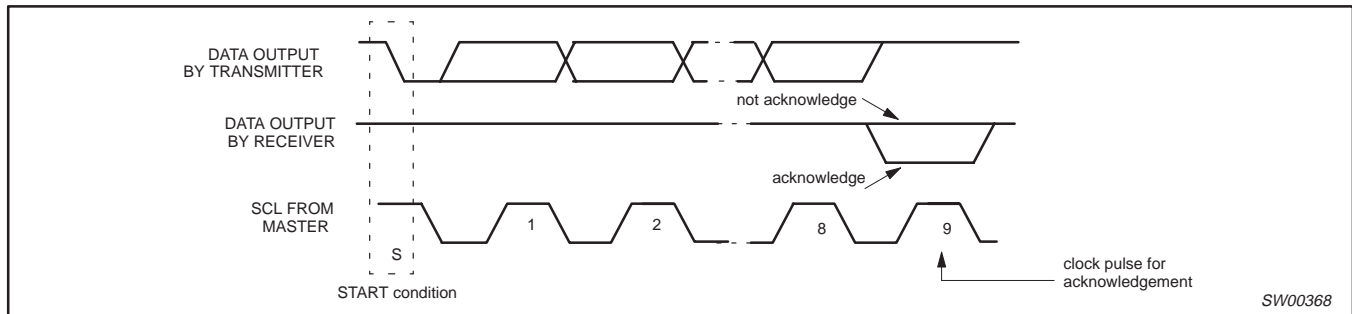 DATA OUTPUT
BY TRANSMITTER
not acknowledge
DATA OUTPUT
BY RECEIVER
acknowledge
SCL FROM
MASTER
1
2
8
9
S
START condition
clock pulse for
acknowledgement
SW00368